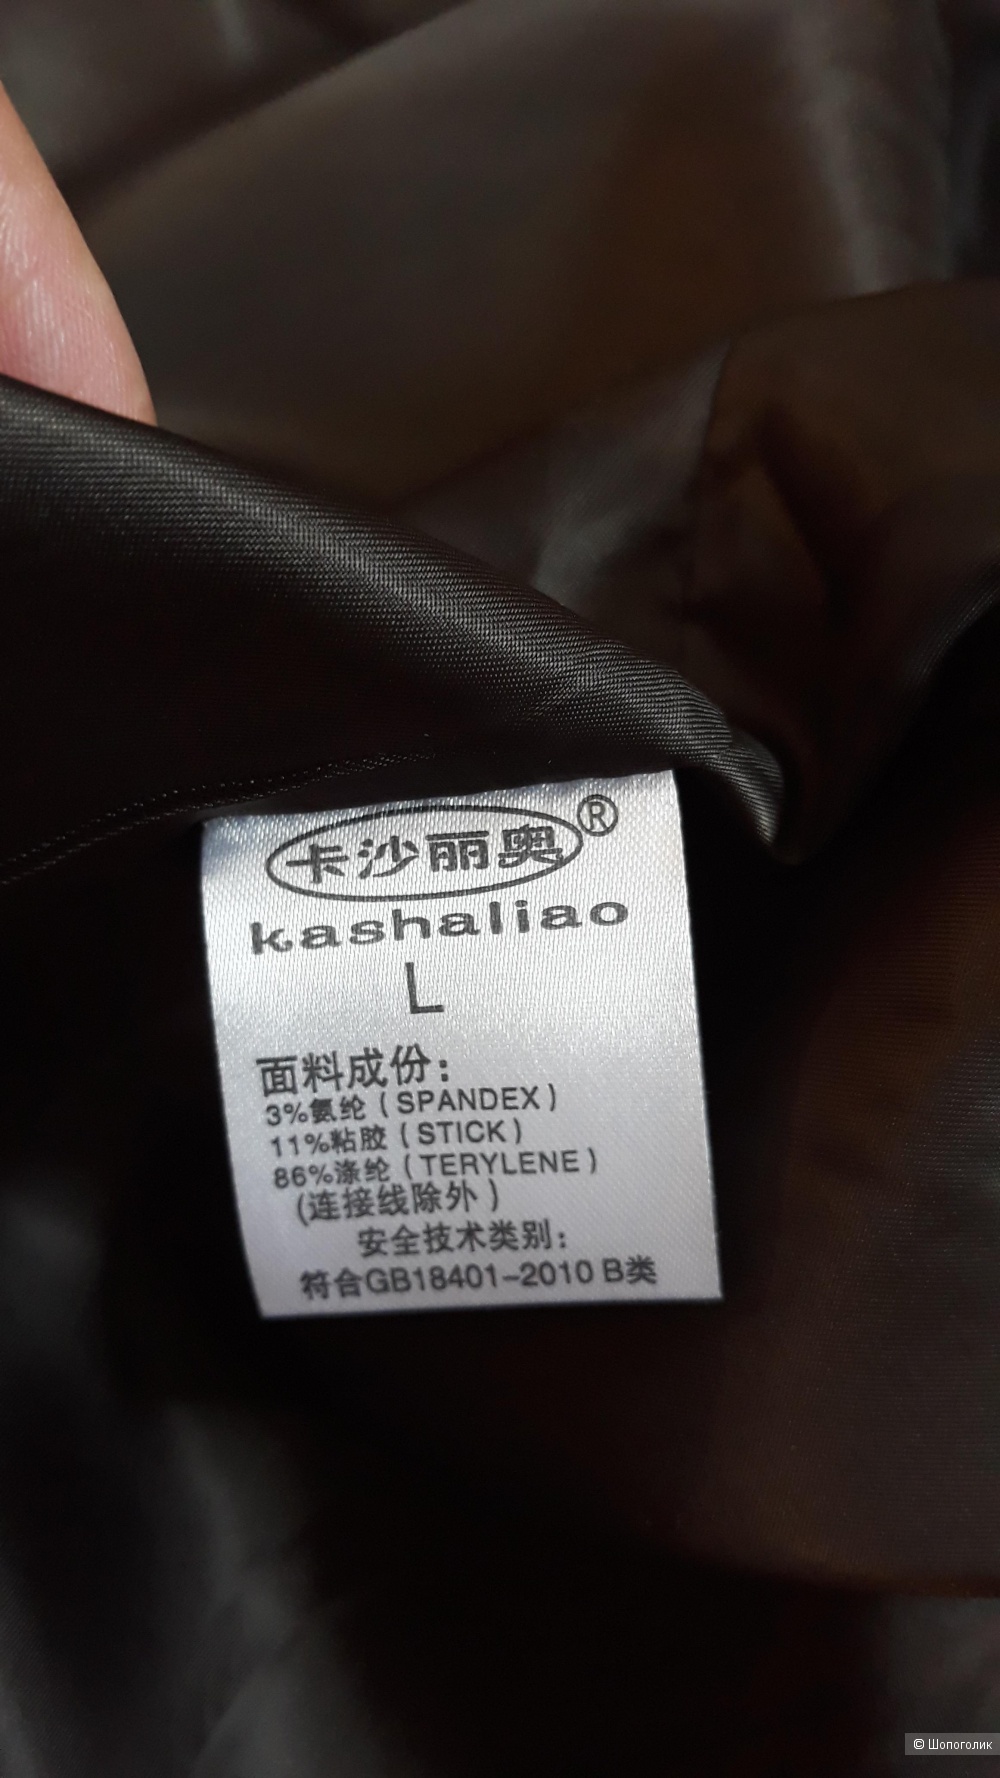 卡沙丽奥®
kashaliao
L
面料成份：
3%氨纶 (SPANDEX)
11%粘胶 (STICK)
86%涤纶 (TERYLENE)
(连接线除外)
安全技术类别：
符合GB18401-2010 B类
© Шопоголик